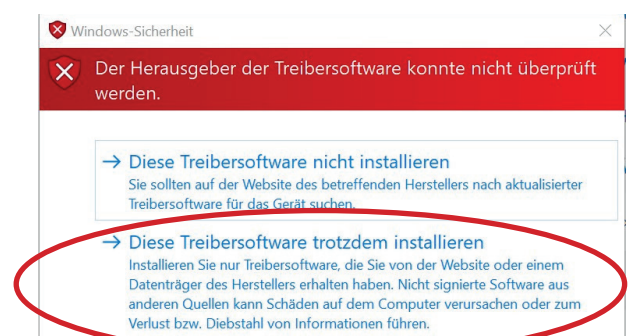 Windows-Sicherheit
Der Herausgeber der Treibersoftware konnte nicht überprüft
werden.
→ Diese Treibersoftware nicht installieren
Sie sollten auf der Website des betreffenden Herstellers nach aktualisierter
Treibersoftware für das Gerät suchen.
→ Diese Treibersoftware trotzdem installieren
Installieren Sie nur Treibersoftware, die Sie von der Website oder einem
Datenträger des Herstellers erhalten haben. Nicht signierte Software aus
anderen Quellen kann Schäden auf dem Computer verursachen oder zum
Verlust bzw. Diebstahl von Informationen führen.